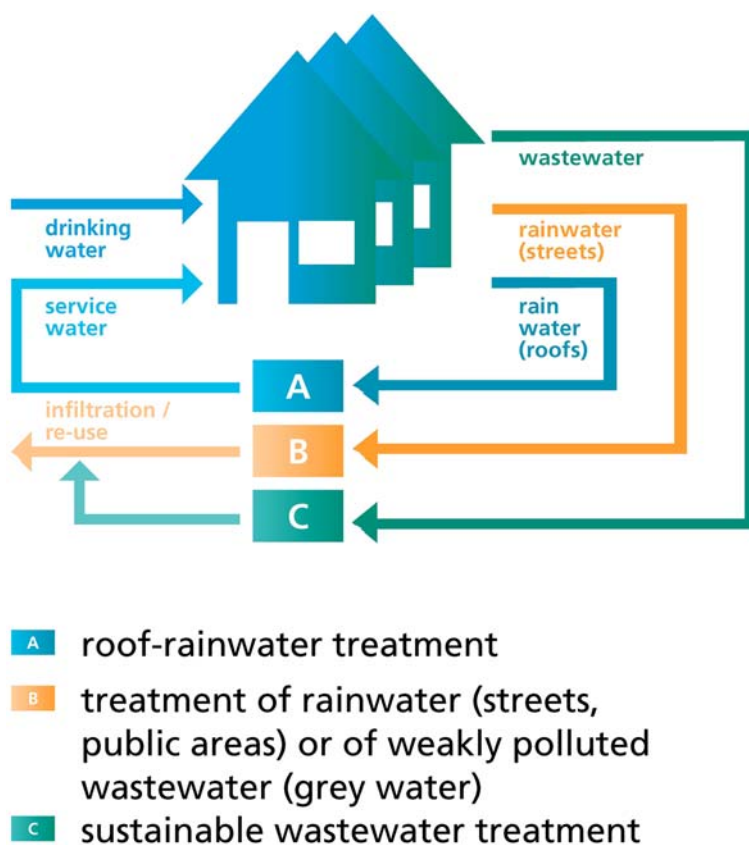 wastewater
drinking
water
rainwater
(streets)
service
water
rain
water
(roofs)
A
infiltration /
re-use
B
C
A roof-rainwater treatment
B treatment of rainwater (streets,
public areas) or of weakly polluted
wastewater (grey water)
C sustainable wastewater treatment